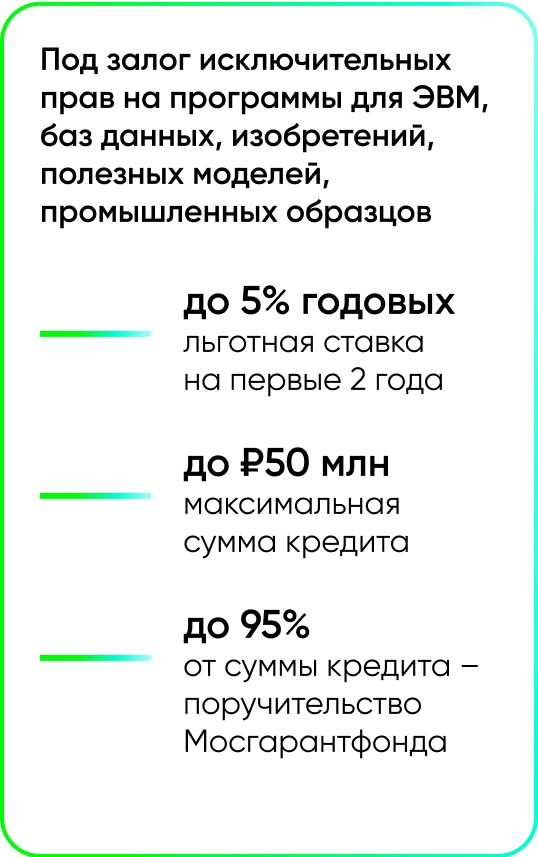 Под залог исключительных
прав на программы для ЭВМ,
баз данных, изобретений,
полезных моделей,
промышленных образцов
до 5% годовых
льготная ставка
на первые 2 года
до ₽50 млн
максимальная
сумма кредита
до 95%
от суммы кредита –
поручительство
Мосгарантфонда